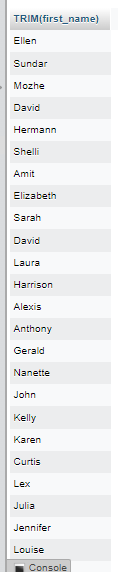 TRIM(first_name)
Ellen
Sundar
Mozhe
David
Hermann
Shelli
Amit
Elizabeth
Sarah
David
Laura
Harrison
Alexis
Anthony
Gerald
Nanette
John
Kelly
Karen
Curtis
Lex
Julia
Jennifer
Louise
Console